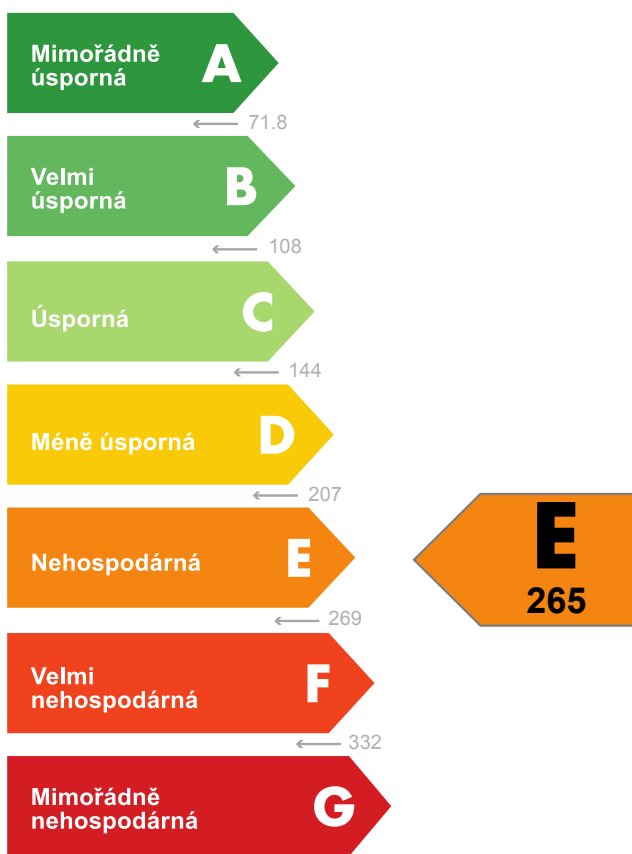 Mimořádně
úsporná
A
← 71.8
Velmi
úsporná
B
← 108
Úsporná
C
← 144
Méně úsporná
D
← 207
Nehospodárná
E
E
265
← 269
Velmi
nehospodárná
F
← 332
Mimořádně
nehospodárná
G